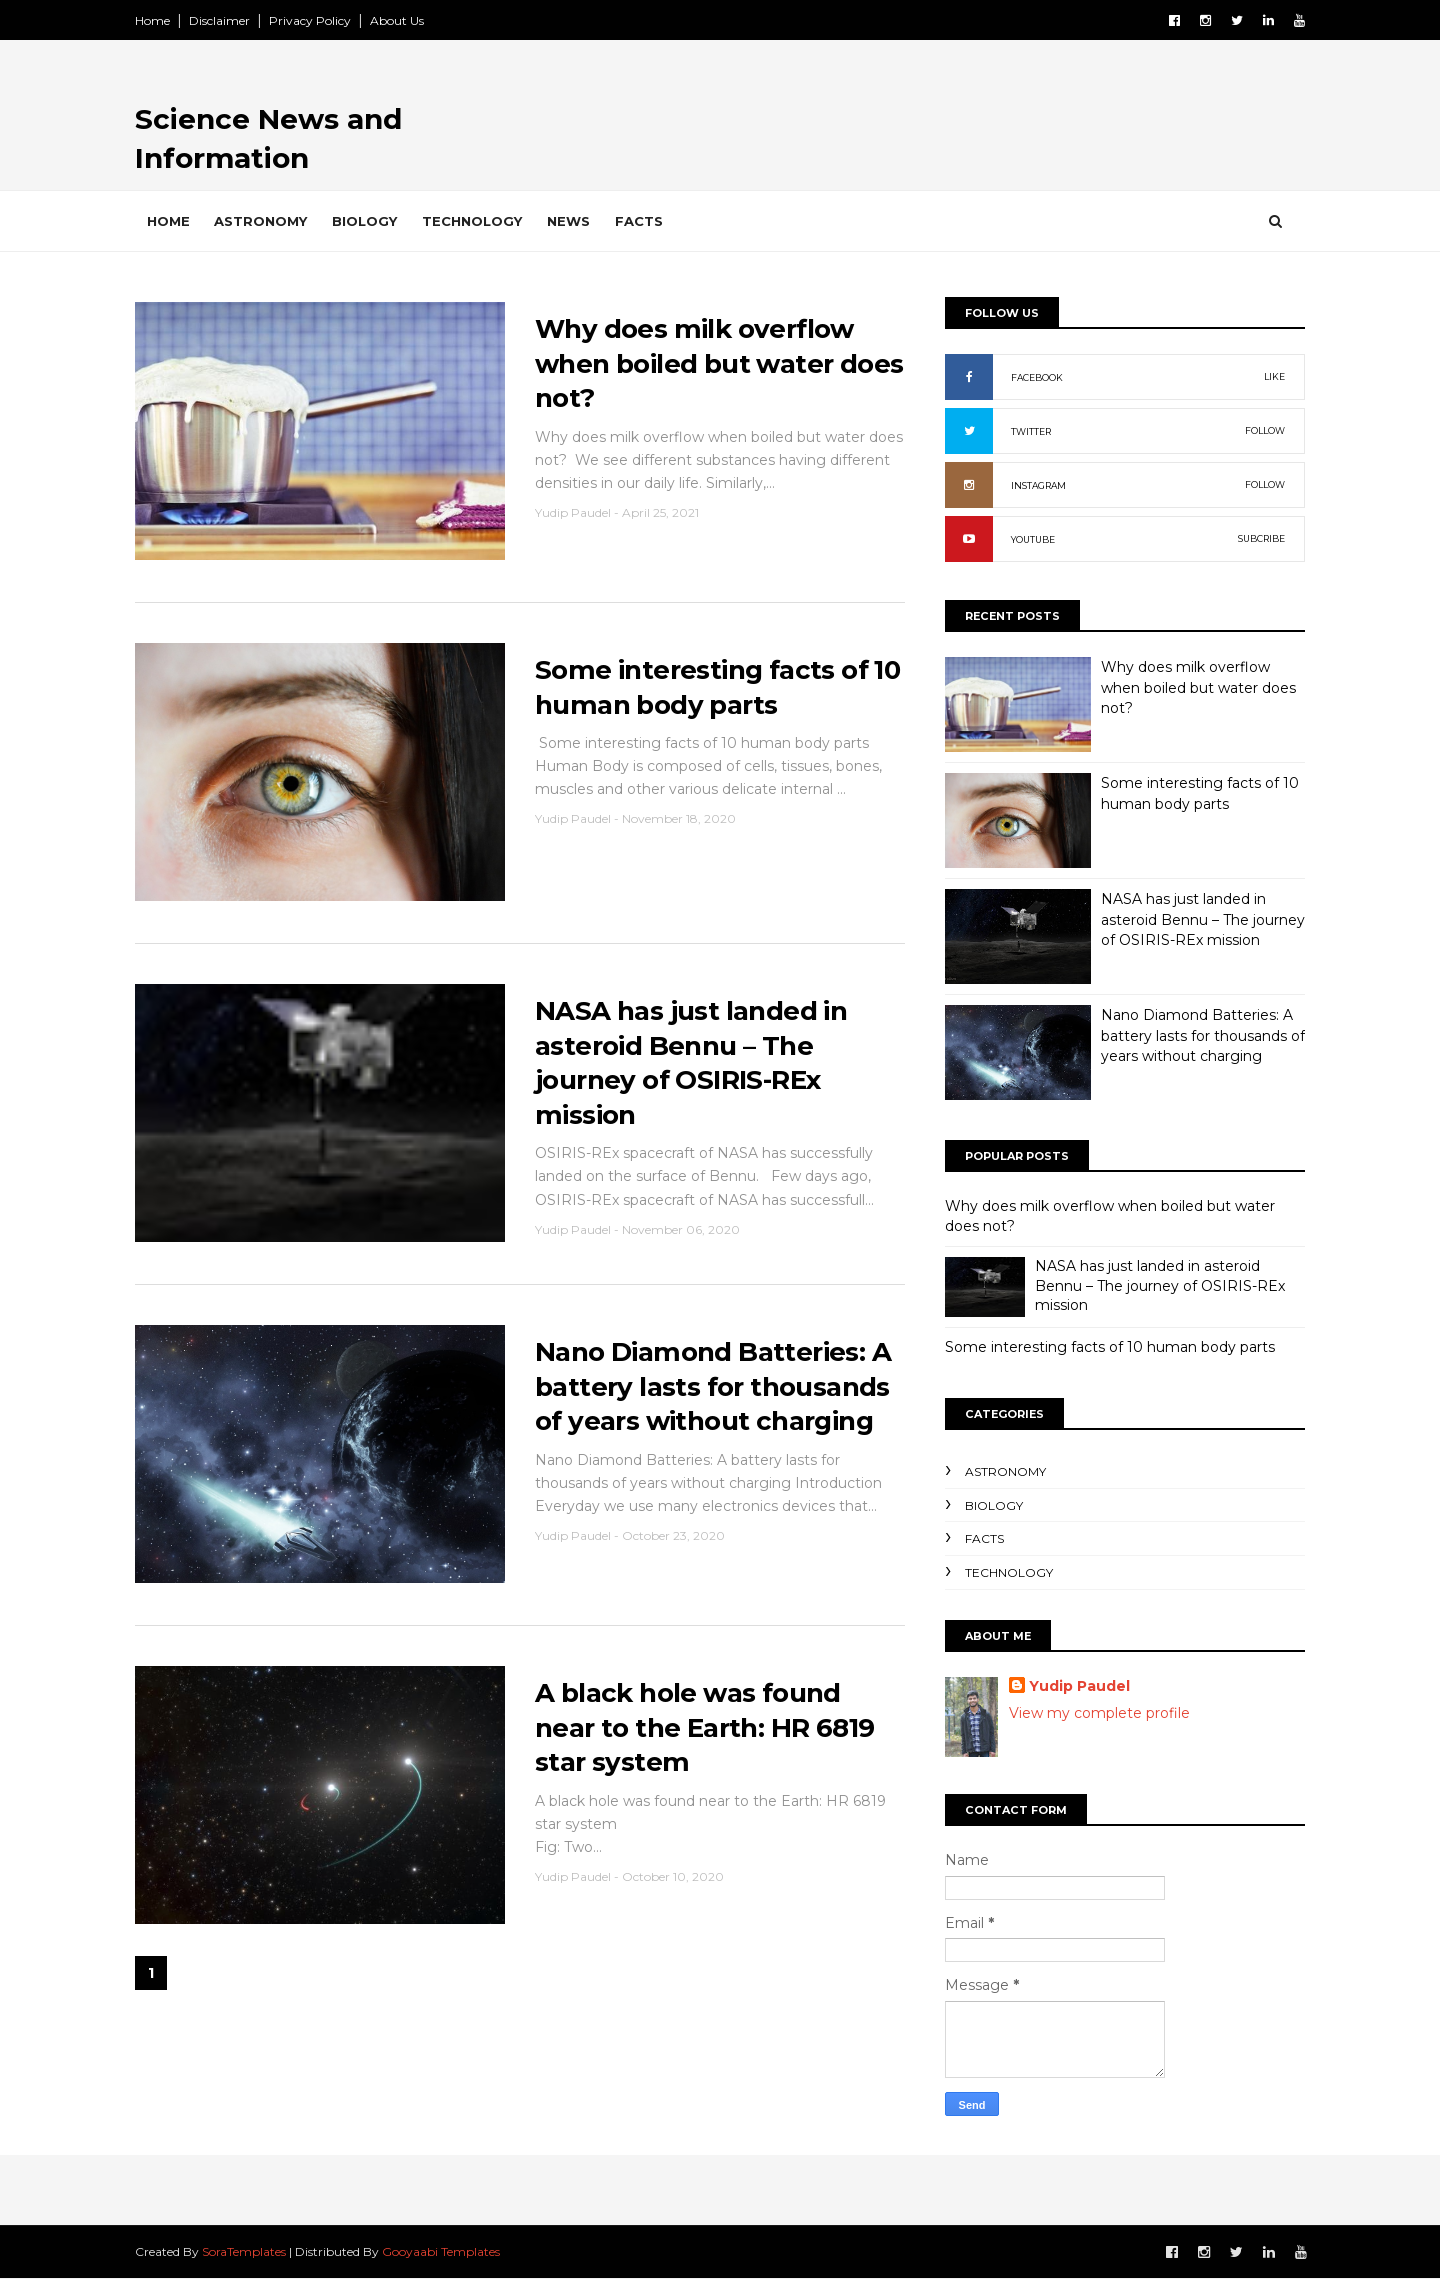 Home
Disclaimer
Privacy Policy
About Us
Science News and
Information
HOME
ASTRONOMY
BIOLOGY
TECHNOLOGY
NEWS
FACTS
Why does milk overflow
when boiled but water does
not?
Why does milk overflow when boiled but water does
not?  We see different substances having different
densities in our daily life. Similarly,...
Yudip Paudel - April 25, 2021
Some interesting facts of 10
human body parts
Some interesting facts of 10 human body parts
Human Body is composed of cells, tissues, bones,
muscles and other various delicate internal ...
Yudip Paudel - November 18, 2020
NASA has just landed in
asteroid Bennu – The
journey of OSIRIS-REx
mission
OSIRIS-REx spacecraft of NASA has successfully
landed on the surface of Bennu.   Few days ago,
OSIRIS-REx spacecraft of NASA has successfull...
Yudip Paudel - November 06, 2020
Nano Diamond Batteries: A
battery lasts for thousands
of years without charging
Nano Diamond Batteries: A battery lasts for
thousands of years without charging Introduction
Everyday we use many electronics devices that...
Yudip Paudel - October 23, 2020
A black hole was found
near to the Earth: HR 6819
star system
A black hole was found near to the Earth: HR 6819
star system
Fig: Two...
Yudip Paudel - October 10, 2020
1
FOLLOW US
FACEBOOK LIKE
TWITTER FOLLOW
INSTAGRAM FOLLOW
YOUTUBE SUBCRIBE
RECENT POSTS
Why does milk overflow
when boiled but water does
not?
Some interesting facts of 10
human body parts
NASA has just landed in
asteroid Bennu – The journey
of OSIRIS-REx mission
Nano Diamond Batteries: A
battery lasts for thousands of
years without charging
POPULAR POSTS
Why does milk overflow when boiled but water
does not?
NASA has just landed in asteroid
Bennu – The journey of OSIRIS-REx
mission
Some interesting facts of 10 human body parts
CATEGORIES
ASTRONOMY
BIOLOGY
FACTS
TECHNOLOGY
ABOUT ME
Yudip Paudel
View my complete profile
CONTACT FORM
Name
Email *
Message *
Send
Created By SoraTemplates | Distributed By Gooyaabi Templates